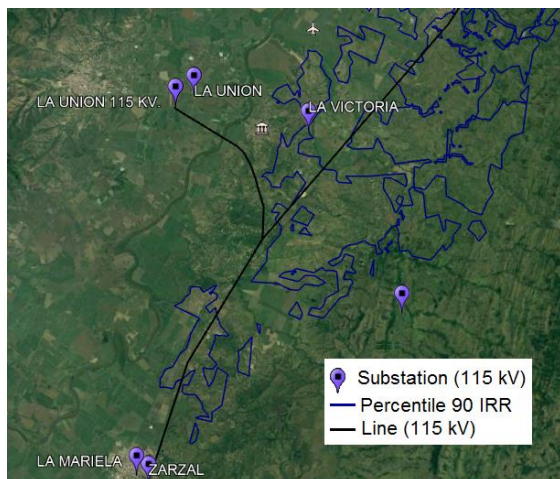 LA UNION
LA UNION 115 KV.
LA VICTORIA
Substation (115 kV)
Percentile 90 IRR
Line (115 kV)
LA MARIELA
ZARZAL